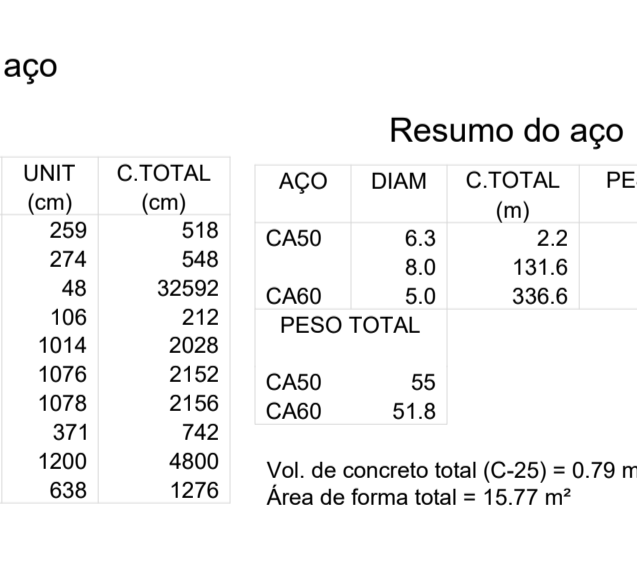 aço
Resumo do aço
UNIT C.TOTAL
(cm) (cm)
259 518
274 548
48 32592
106 212
1014 2028
1076 2152
1078 2156
371 742
1200 4800
638 1276
AÇO DIAM C.TOTAL PE
(m)
CA50 6.3 2.2
8.0 131.6
CA60 5.0 336.6
PESO TOTAL
CA50 55
CA60 51.8
Vol. de concreto total (C-25) = 0.79 m
Área de forma total = 15.77 m²